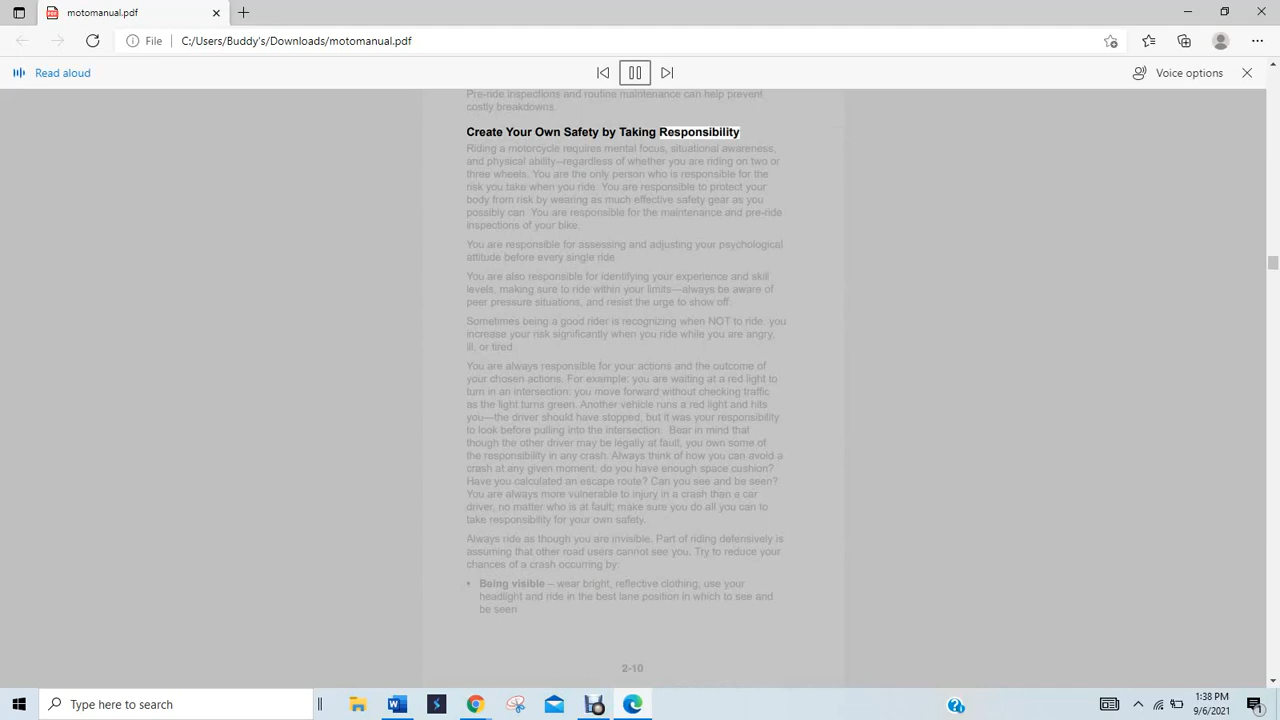 motomanual.pdf
File
C:/Users/Buddy's/Downloads/motomanual.pdf
Read aloud
Voice options
Pre-ride inspections and routine maintenance can help prevent
costly breakdowns.
Create Your Own Safety by Taking Responsibility
Riding a motorcycle requires mental focus, situational awareness,
and physical ability–regardless of whether you are riding on two or
three wheels. You are the only person who is responsible for the
risk you take when you ride. You are responsible to protect your
body from risk by wearing as much effective safety gear as you
possibly can. You are responsible for the maintenance and pre-ride
inspections of your bike.
You are responsible for assessing and adjusting your psychological
attitude before every single ride.
You are also responsible for identifying your experience and skill
levels, making sure to ride within your limits—always be aware of
peer pressure situations, and resist the urge to show off.
Sometimes being a good rider is recognizing when NOT to ride, you
increase your risk significantly when you ride while you are angry,
ill, or tired.
You are always responsible for your actions and the outcome of
your chosen actions. For example: you are waiting at a red light to
turn in an intersection; you move forward without checking traffic
as the light turns green. Another vehicle runs a red light and hits
you—the driver should have stopped, but it was your responsibility
to look before pulling into the intersection. Bear in mind that
though the other driver may be legally at fault, you own some of
the responsibility in any crash. Always think of how you can avoid a
crash at any given moment: do you have enough space cushion?
Have you calculated an escape route? Can you see and be seen?
You are always more vulnerable to injury in a crash than a car
driver, no matter who is at fault; make sure you do all you can to
take responsibility for your own safety.
Always ride as though you are invisible. Part of riding defensively is
assuming that other road users cannot see you. Try to reduce your
chances of a crash occurring by:
• Being visible – wear bright, reflective clothing, use your
headlight and ride in the best lane position in which to see and
be seen
2-10
Type here to search
1:38 PM
9/6/2021